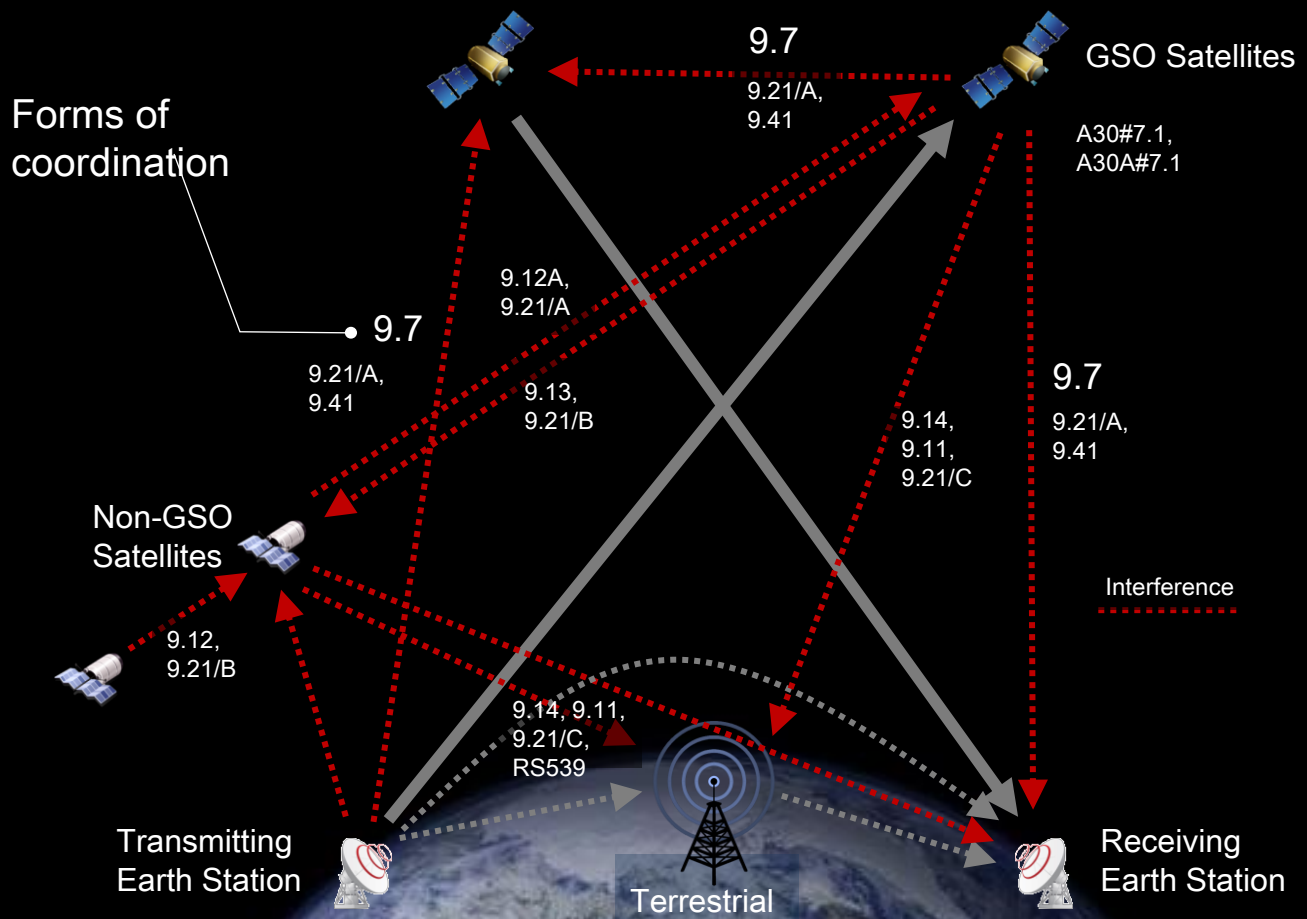 9.7
GSO Satellites
9.21/A,
9.41
Forms of
coordination
A30#7.1,
A30A#7.1
9.12A,
9.21/A
9.7
9.21/A,
9.41
9.13,
9.21/B
9.7
9.21/A,
9.41
9.14,
9.11,
9.21/C
Non-GSO
Satellites
Interference
9.12,
9.21/B
9.14, 9.11,
9.21/C,
RS539
Transmitting
Earth Station
Terrestrial
Receiving
Earth Station